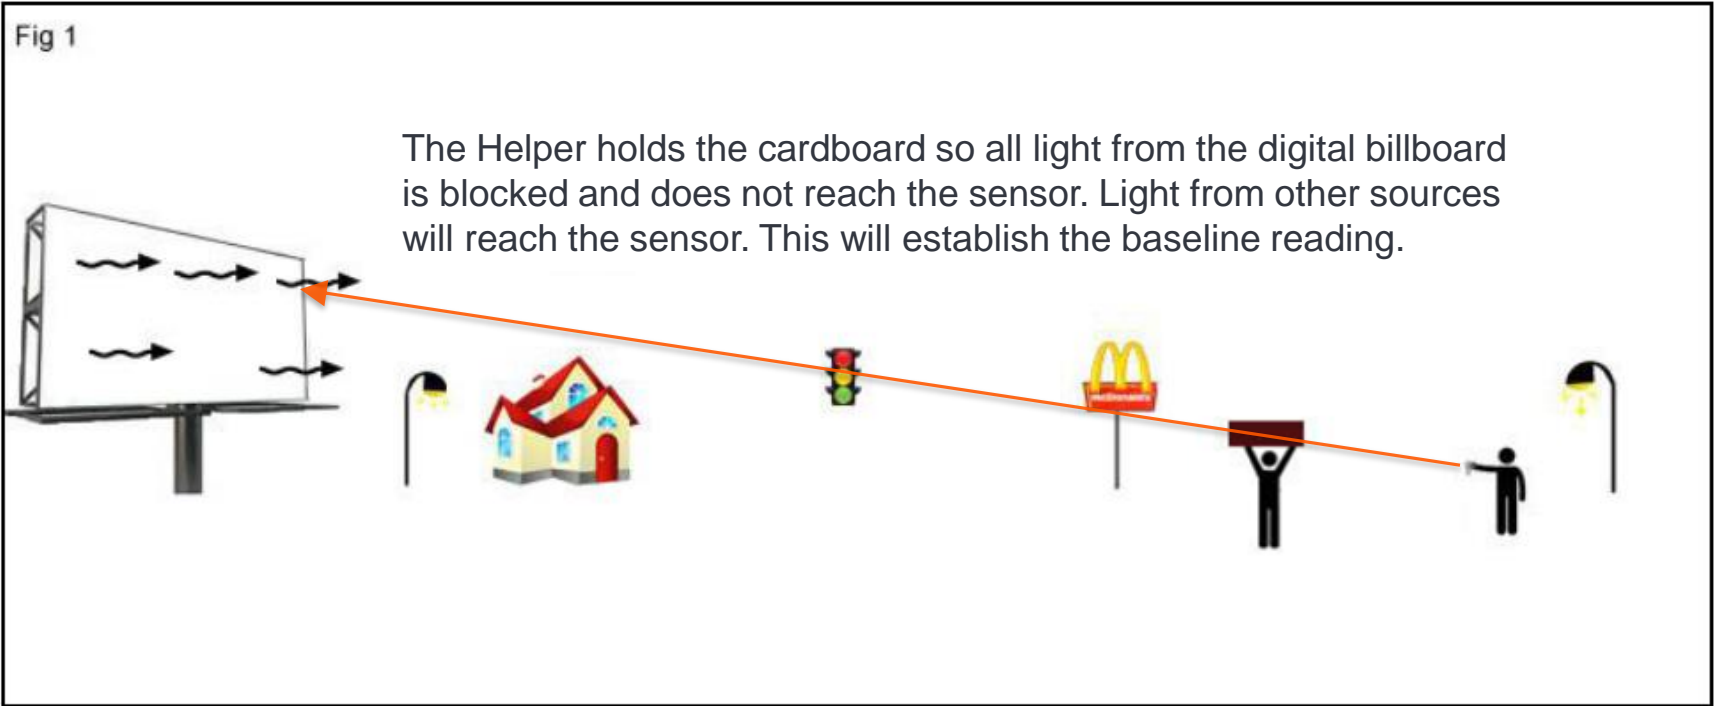 Fig 1
The Helper holds the cardboard so all light from the digital billboard
is blocked and does not reach the sensor. Light from other sources
will reach the sensor. This will establish the baseline reading.
McDonald's